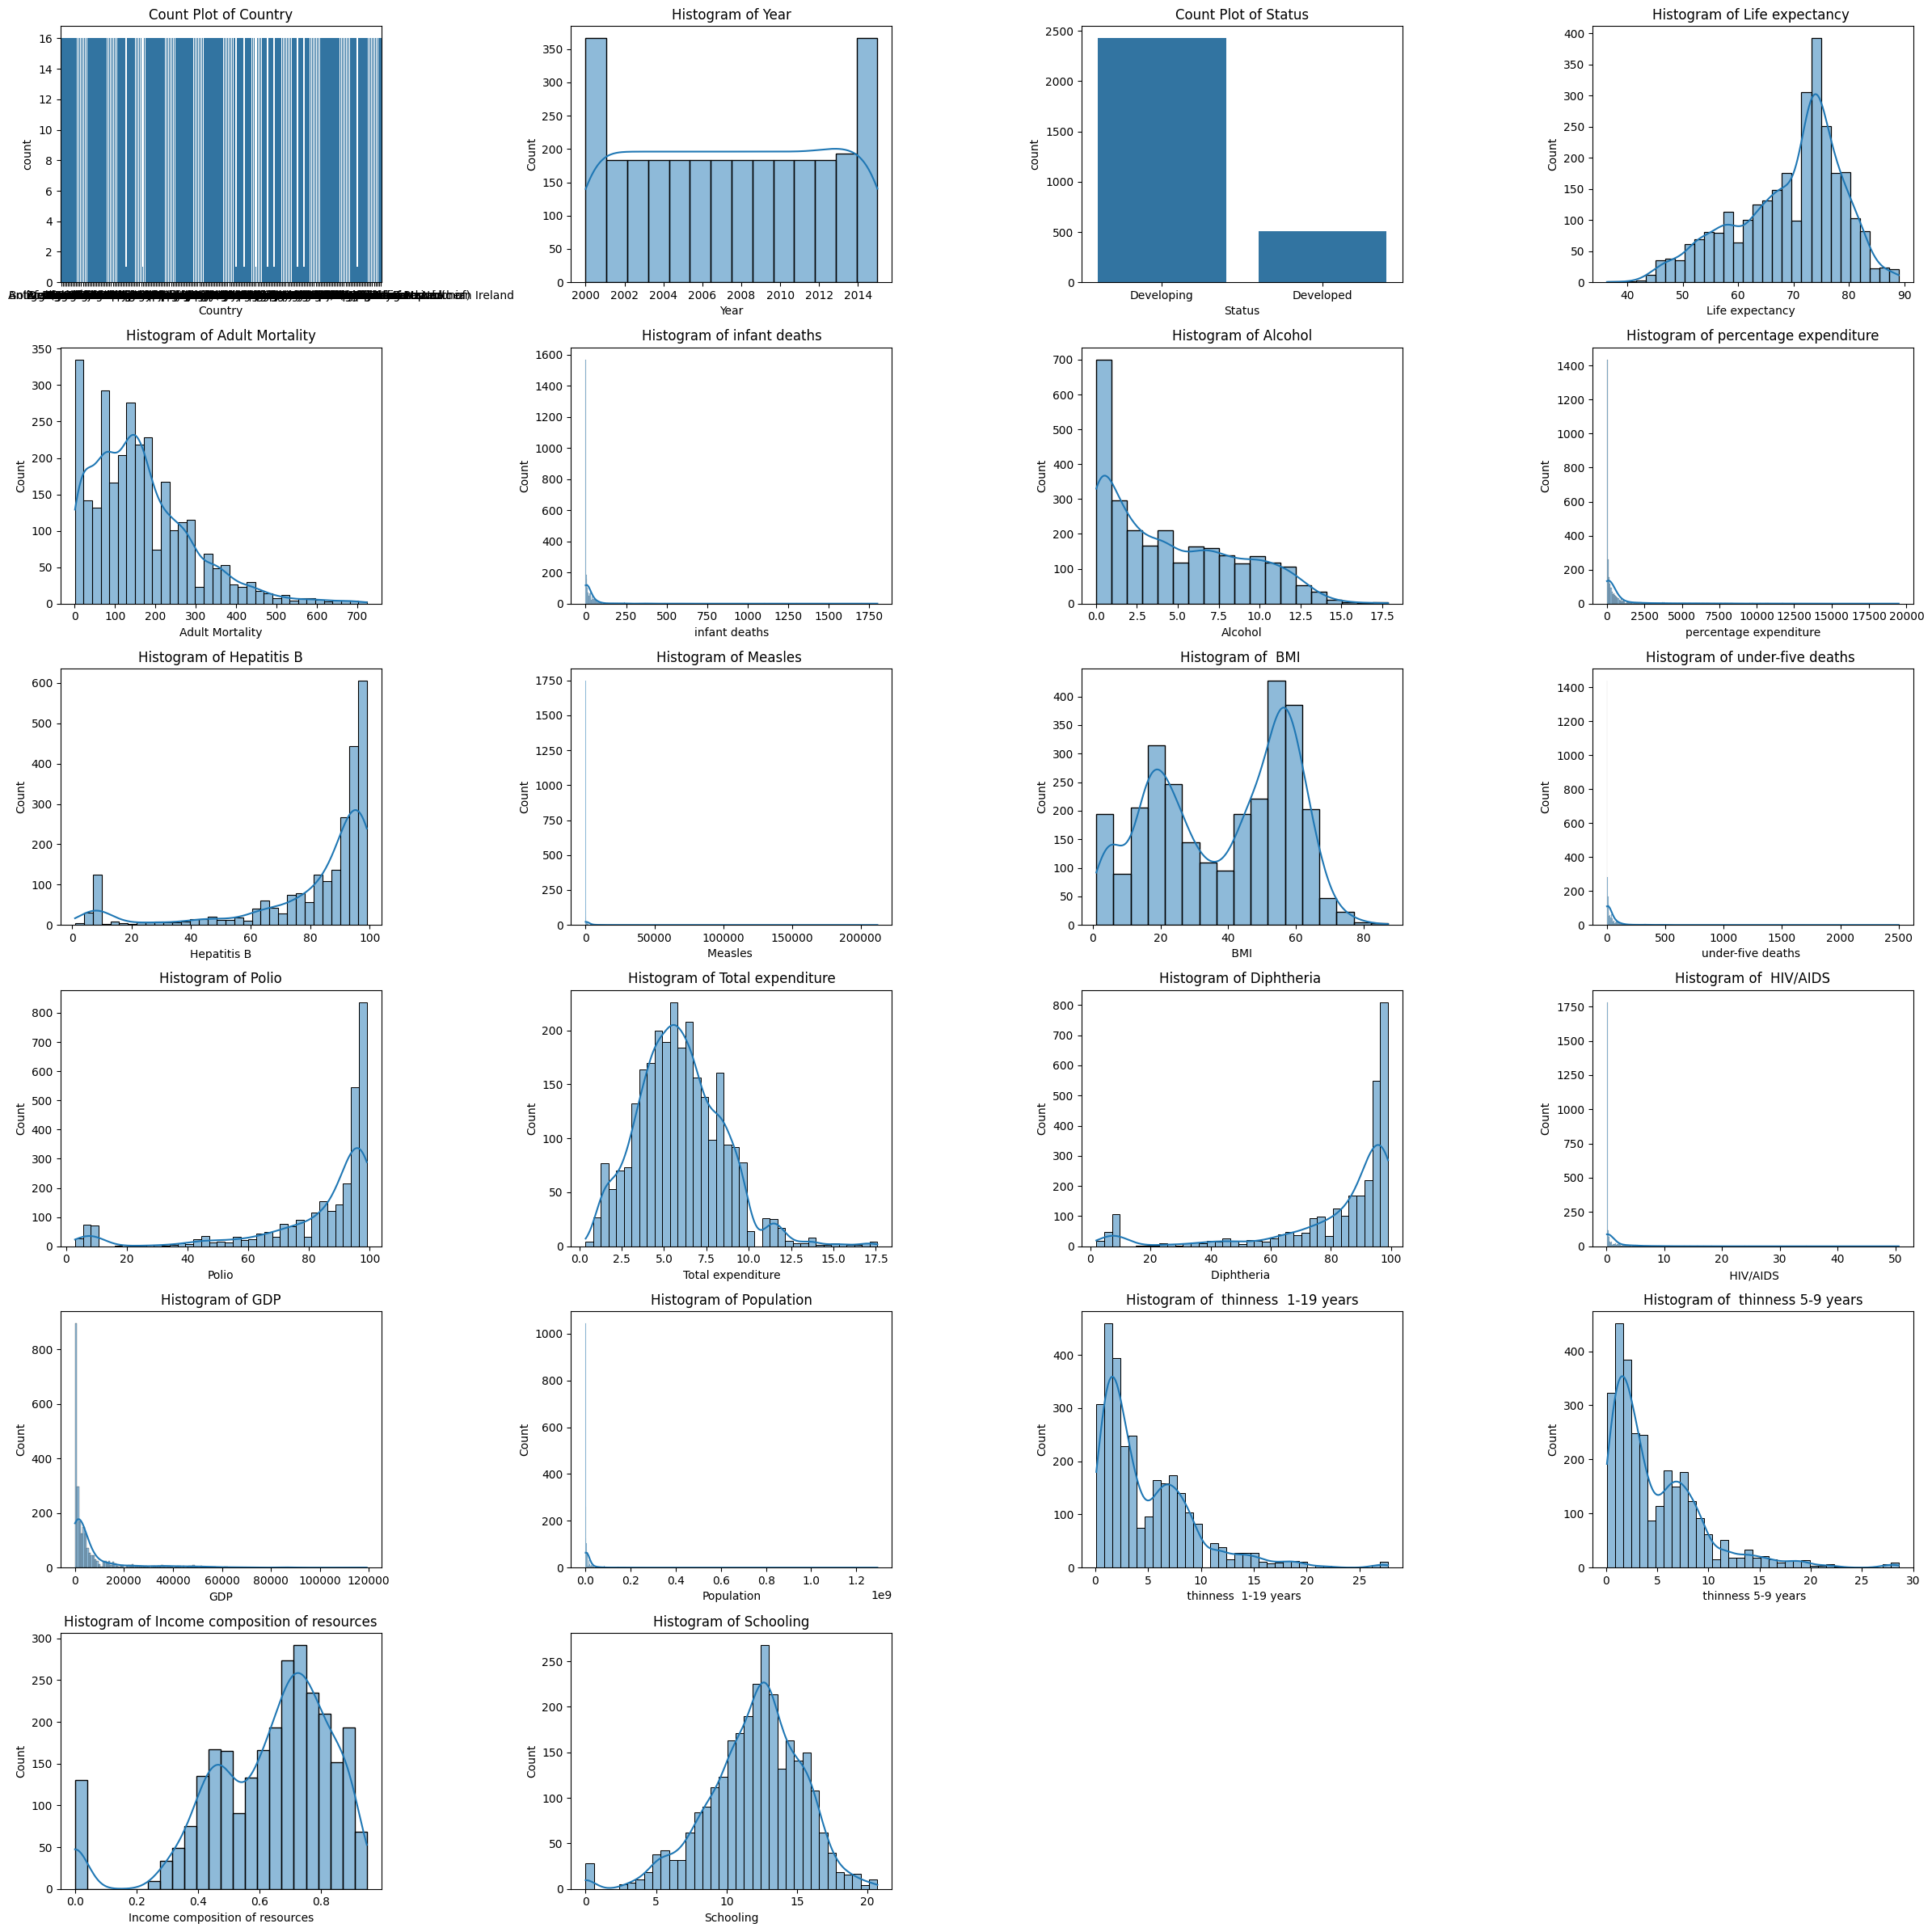 Count Plot of Country
count
16
14
12
10
8
6
4
2
0
Ireland
Country
Histogram of Year
Count
350
300
250
200
150
100
50
0
2000 2002 2004 2006 2008 2010 2012 2014
Year
Count Plot of Status
count
2500
2000
1500
1000
500
0
Developing Developed
Status
Histogram of Life expectancy
Count
400
350
300
250
200
150
100
50
0
40 50 60 70 80 90
Life expectancy
Histogram of Adult Mortality
Count
350
300
250
200
150
100
50
0
0 100 200 300 400 500 600 700
Adult Mortality
Histogram of infant deaths
Count
1600
1400
1200
1000
800
600
400
200
0
0 250 500 750 1000 1250 1500 1750
infant deaths
Histogram of Alcohol
Count
700
600
500
400
300
200
100
0
0.0 2.5 5.0 7.5 10.0 12.5 15.0 17.5
Alcohol
Histogram of percentage expenditure
Count
1400
1200
1000
800
600
400
200
0
0 2500 5000 7500 10000 12500 15000 17500 20000
percentage expenditure
Histogram of Hepatitis B
Count
600
500
400
300
200
100
0
0 20 40 60 80 100
Hepatitis B
Histogram of Measles
Count
1750
1500
1250
1000
750
500
250
0
0 50000 100000 150000 200000
Measles
Histogram of  BMI
Count
400
350
300
250
200
150
100
50
0
0 20 40 60 80
BMI
Histogram of under-five deaths
Count
1400
1200
1000
800
600
400
200
0
0 500 1000 1500 2000 2500
under-five deaths
Histogram of Polio
Count
800
700
600
500
400
300
200
100
0
0 20 40 60 80 100
Polio
Histogram of Total expenditure
Count
200
150
100
50
0
0.0 2.5 5.0 7.5 10.0 12.5 15.0 17.5
Total expenditure
Histogram of Diphtheria
Count
800
700
600
500
400
300
200
100
0
0 20 40 60 80 100
Diphtheria
Histogram of  HIV/AIDS
Count
1750
1500
1250
1000
750
500
250
0
0 10 20 30 40 50
HIV/AIDS
Histogram of GDP
Count
800
600
400
200
0
0 20000 40000 60000 80000 100000 120000
GDP
Histogram of Population
Count
1000
800
600
400
200
0
0.0 0.2 0.4 0.6 0.8 1.0 1.2
1e9
Population
Histogram of  thinness  1-19 years
Count
400
300
200
100
0
0 5 10 15 20 25
thinness  1-19 years
Histogram of  thinness 5-9 years
Count
400
300
200
100
0
0 5 10 15 20 25 30
thinness 5-9 years
Histogram of Income composition of resources
Count
300
250
200
150
100
50
0
0.0 0.2 0.4 0.6 0.8
Income composition of resources
Histogram of Schooling
Count
250
200
150
100
50
0
0 5 10 15 20
Schooling